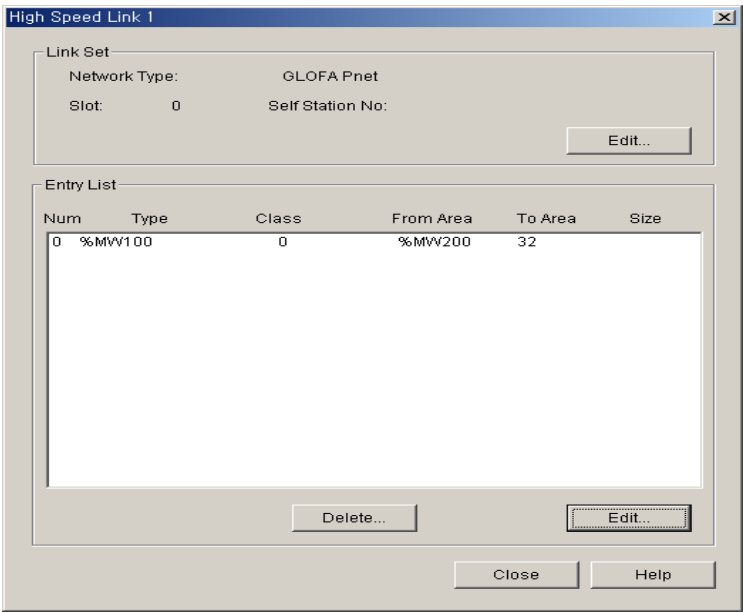 High Speed Link 1
Link Set
Network Type: GLOFA Pnet
Slot: 0 Self Station No:
Edit...
Entry List
Num Type Class From Area To Area Size
0 %MW100 0 %MW200 32
Delete... Edit...
Close Help